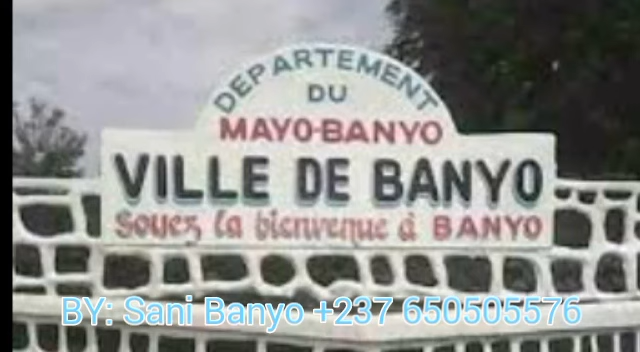 DEPARTEMENT
DU
MAYO-BANYO
VILLE DE BANYO
Soyez la bienvenue à BANYO
BY: Sani Banyo +237 650505576